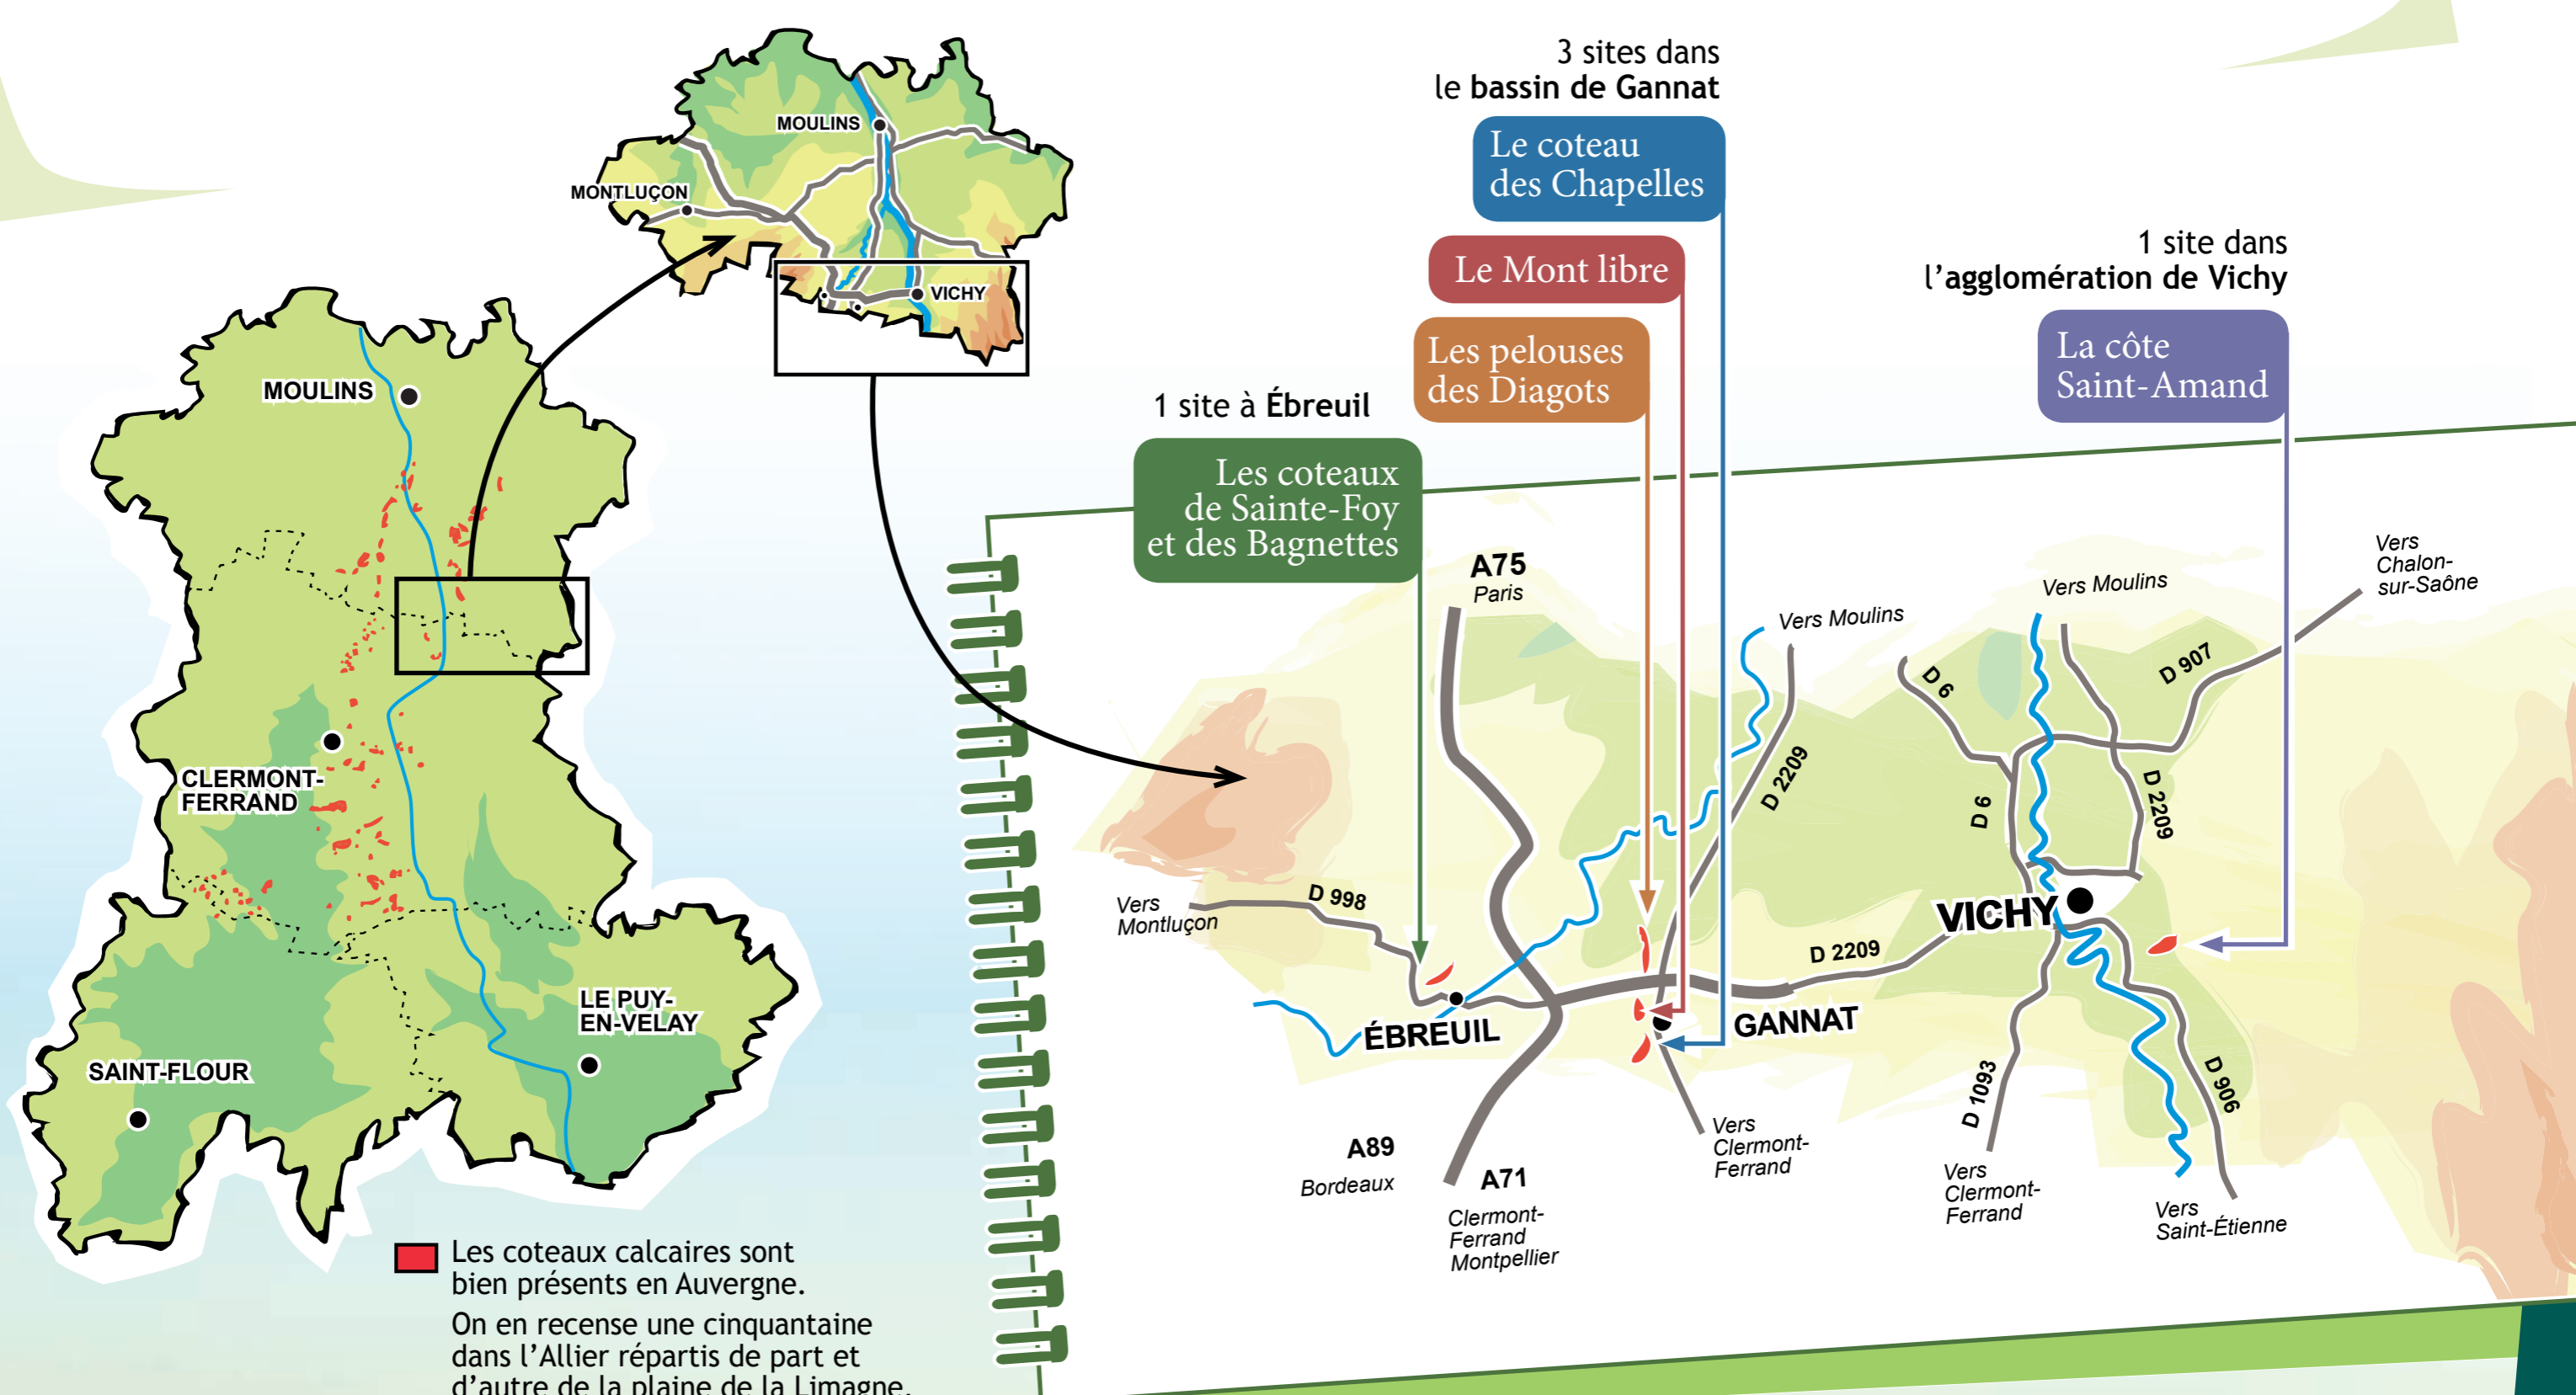 MOULINS
MONTLUÇON
VICHY
MOULINS
CLERMONT-
FERRAND
LE PUY-
EN-VELAY
SAINT-FLOUR
Les coteaux calcaires sont
bien présents en Auvergne.
On en recense une cinquantaine
dans l’Allier répartis de part et
d’autre de la plaine de la Limagne.
3 sites dans
le bassin de Gannat
Le coteau
des Chapelles
Le Mont libre
Les pelouses
des Diagots
1 site à Ébreuil
Les coteaux
de Sainte-Foy
et des Bagnettes
1 site dans
l’agglomération de Vichy
La côte
Saint-Amand
A75
Paris
Vers Moulins
Vers Moulins
Vers
Chalon-
sur-Saône
D 6
D 907
D 2209
D 6
D 2209
Vers
Montluçon
D 998
VICHY
D 2209
ÉBREUIL
GANNAT
D 1093
D 906
A89
Bordeaux
A71
Clermont-
Ferrand
Montpellier
Vers
Clermont-
Ferrand
Vers
Clermont-
Ferrand
Vers
Saint-Étienne